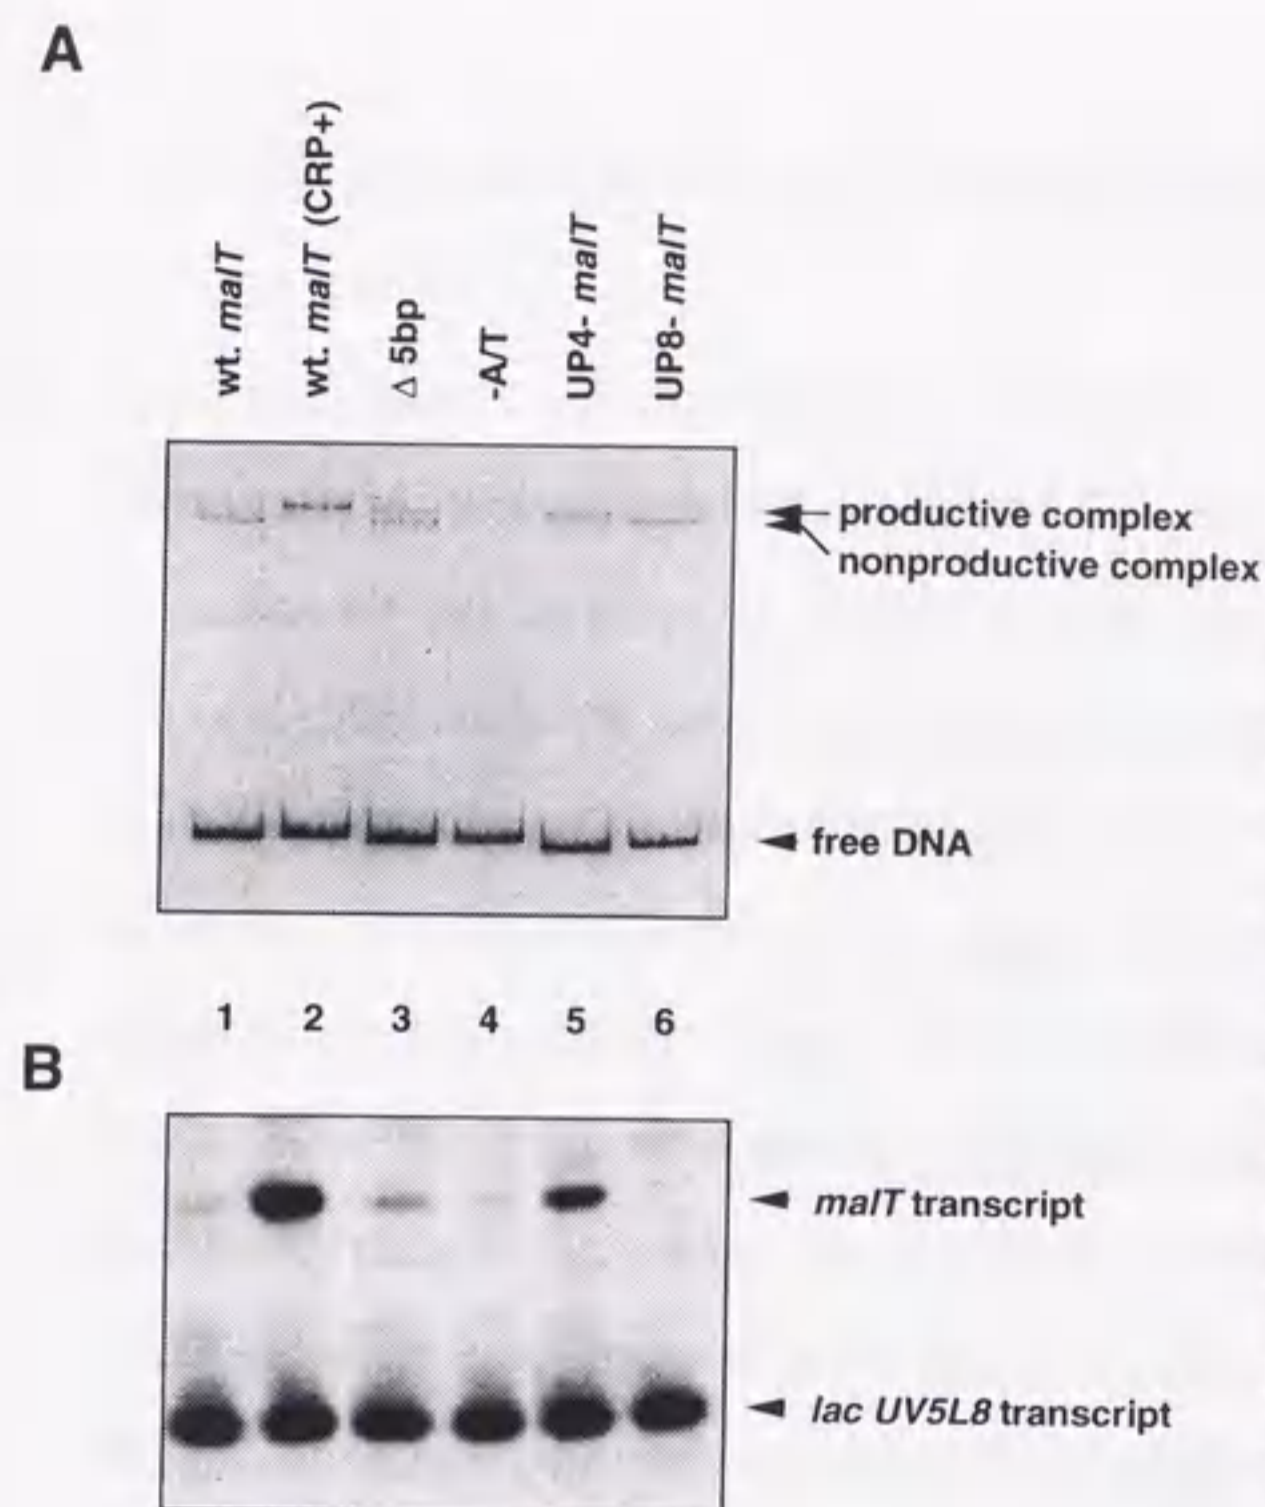 A
wt. malT
wt. malT (CRP+)
Δ 5bp
-A/T
UP4- malT
UP8- malT
productive complex
nonproductive complex
free DNA
1 2 3 4 5 6
B
malT transcript
lac UV5L8 transcript